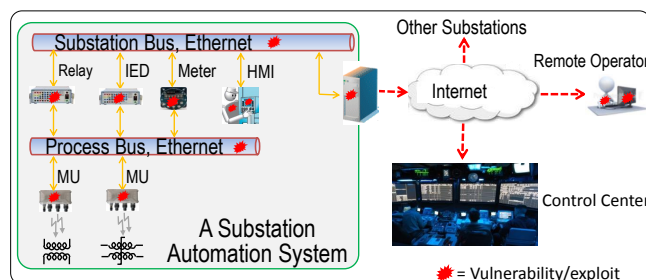 Substation Bus, Ethernet
Relay
IED
Meter
HMI
Process Bus, Ethernet
MU
MU
A Substation
Automation System
Other Substations
Internet
Remote Operator
Control Center
= Vulnerability/exploit